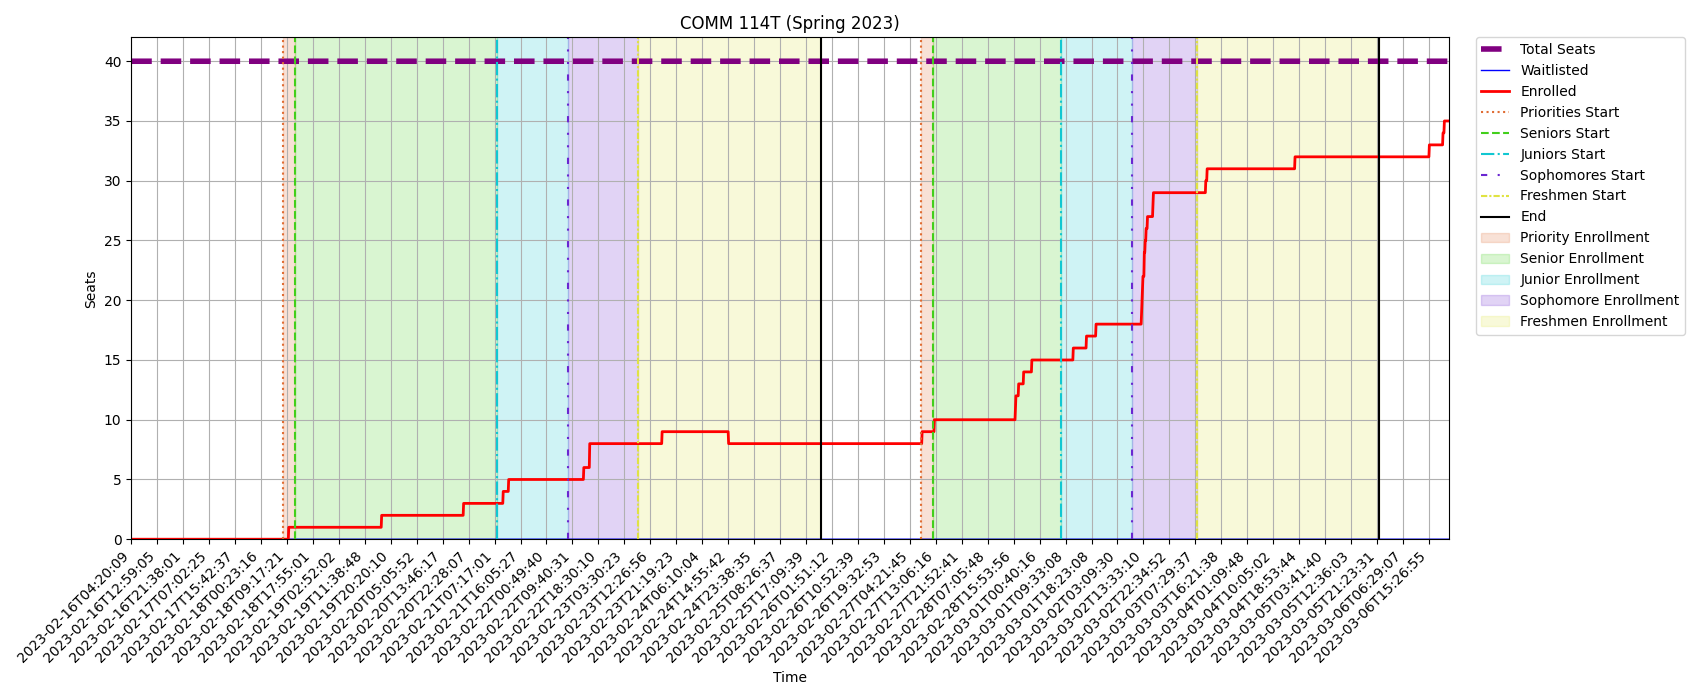 COMM 114T (Spring 2023)
Seats
40
35
30
25
20
15
10
5
0
2023-02-16T04:20:09
2023-02-16T12:59:05
2023-02-16T21:38:01
2023-02-17T07:02:25
2023-02-17T15:42:37
2023-02-18T00:23:16
2023-02-18T09:17:21
2023-02-18T17:55:01
2023-02-19T02:52:02
2023-02-19T11:38:48
2023-02-19T20:20:10
2023-02-20T05:05:52
2023-02-20T13:46:17
2023-02-20T22:28:07
2023-02-21T07:17:01
2023-02-21T16:05:27
2023-02-22T00:49:40
2023-02-22T09:40:31
2023-02-22T18:30:10
2023-02-23T03:30:23
2023-02-23T12:26:56
2023-02-23T21:19:23
2023-02-24T06:10:04
2023-02-24T14:55:42
2023-02-24T23:38:35
2023-02-25T08:26:37
2023-02-25T17:09:39
2023-02-26T01:51:12
2023-02-26T10:52:39
2023-02-26T19:32:53
2023-02-27T04:21:45
2023-02-27T13:06:16
2023-02-27T21:52:41
2023-02-28T07:05:48
2023-02-28T15:53:56
2023-03-01T00:40:16
2023-03-01T09:33:08
2023-03-01T18:23:08
2023-03-02T03:09:30
2023-03-02T13:33:10
2023-03-02T22:34:52
2023-03-03T07:29:37
2023-03-03T16:21:38
2023-03-04T01:09:48
2023-03-04T10:05:02
2023-03-04T18:53:44
2023-03-05T03:41:40
2023-03-05T12:36:03
2023-03-05T21:23:31
2023-03-06T06:29:07
2023-03-06T15:26:55
Time
Total Seats
Waitlisted
Enrolled
Priorities Start
Seniors Start
Juniors Start
Sophomores Start
Freshmen Start
End
Priority Enrollment
Senior Enrollment
Junior Enrollment
Sophomore Enrollment
Freshmen Enrollment